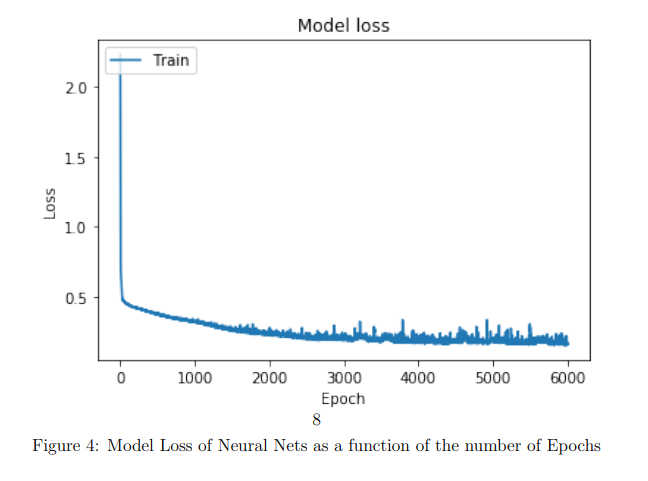 Model loss
Train
2.0
1.5
1.0
0.5
Loss
0 1000 2000 3000 4000 5000 6000
Epoch
8
Figure 4: Model Loss of Neural Nets as a function of the number of Epochs